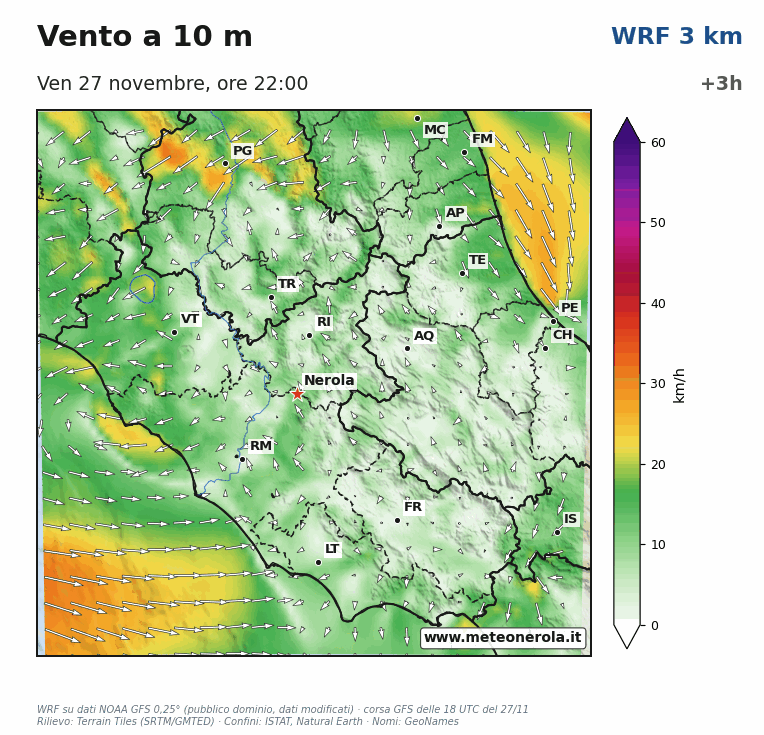 Vento a 10 m
WRF 3 km
Ven 27 novembre, ore 22:00
+3h
MC
FM
PG
AP
TE
TR
PE
VT
RI
CH
AQ
Nerola
RM
FR
IS
LT
www.meteonerola.it
60
50
40
30
20
10
0
km/h
WRF su dati NOAA GFS 0,25° (pubblico dominio, dati modificati) · corsa GFS delle 18 UTC del 27/11
Rilievo: Terrain Tiles (SRTM/GMTED) · Confini: ISTAT, Natural Earth · Nomi: GeoNames